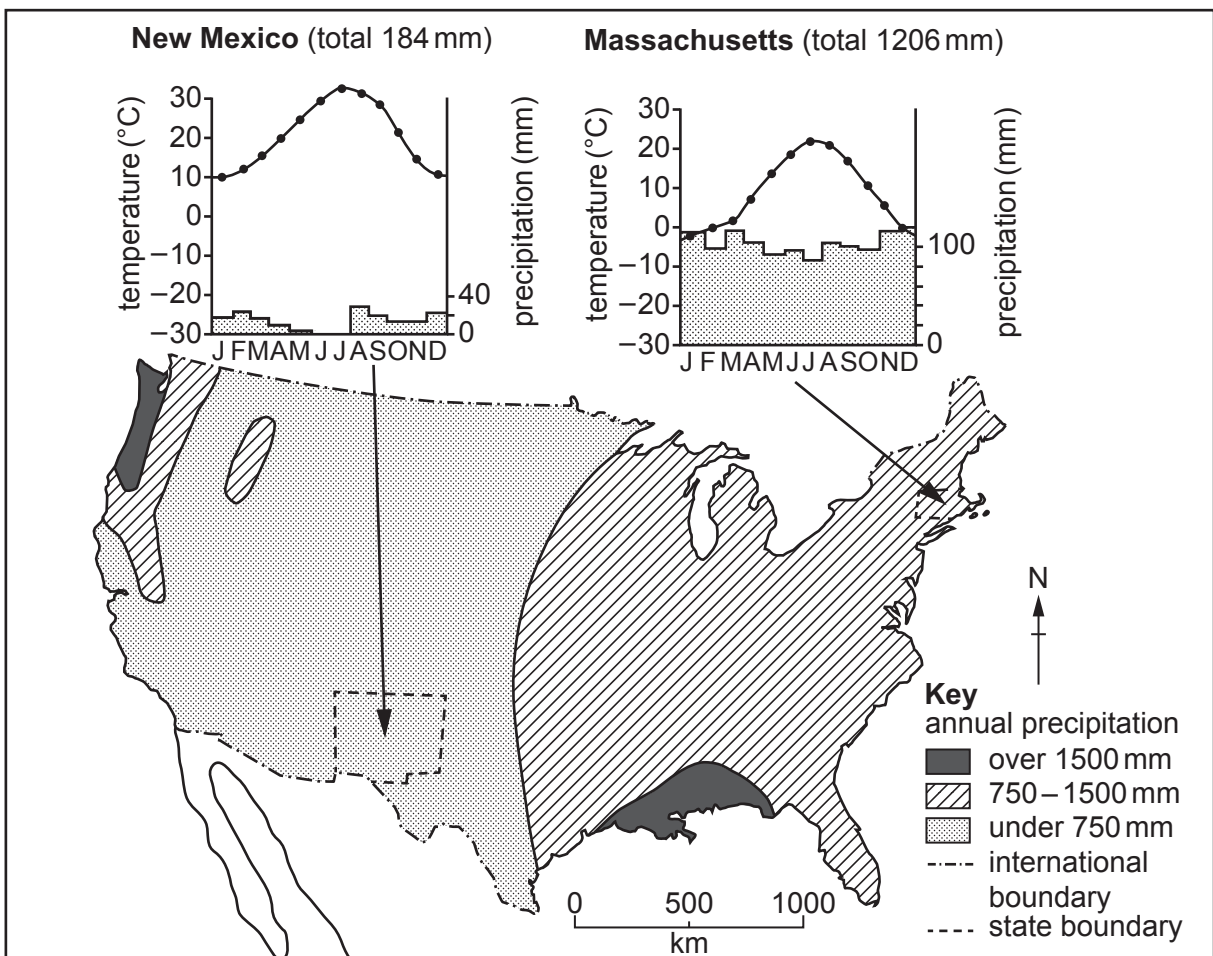 New Mexico (total 184 mm)
temperature (°C)
30
20
10
0
–10
–20
–30
precipitation (mm)
40
0
J F M A M J J A S O N D
Massachusetts (total 1206 mm)
temperature (°C)
30
20
10
0
–10
–20
–30
precipitation (mm)
100
0
J F M A M J J A S O N D
N
Key
annual precipitation
over 1500 mm
750 – 1500 mm
under 750 mm
international
boundary
state boundary
0 500 1000
km